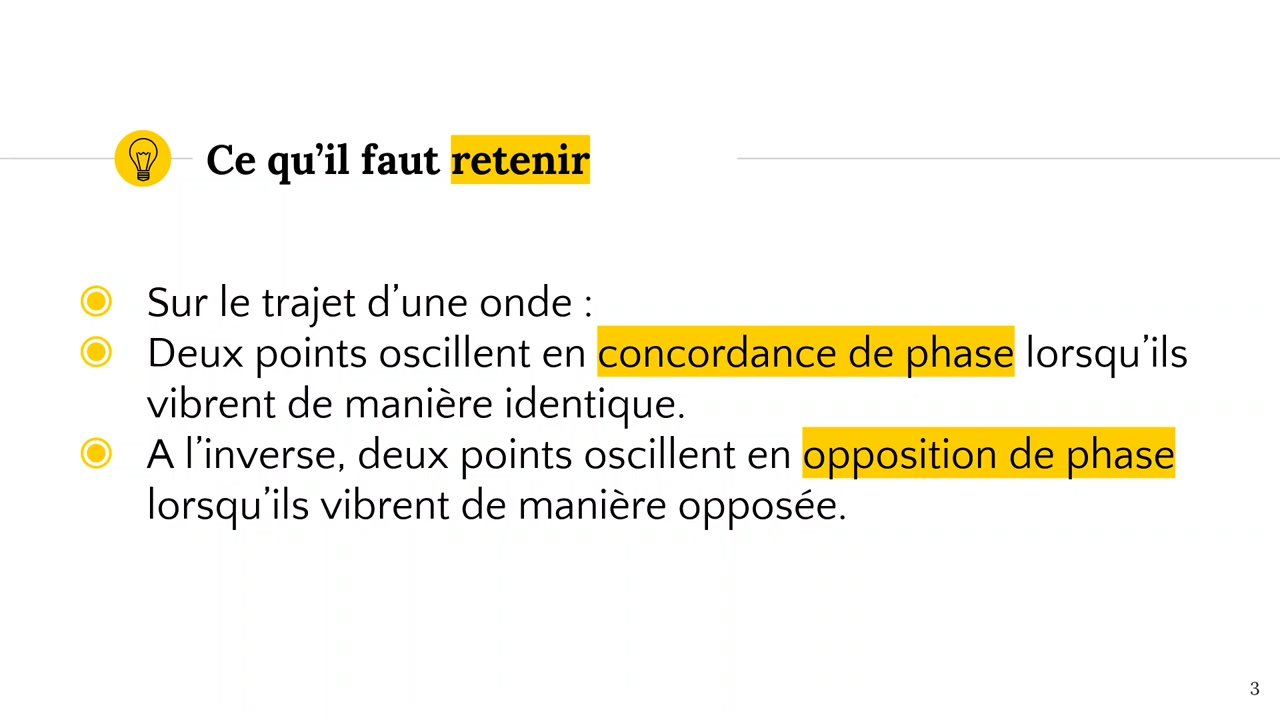 Ce qu’il faut retenir
Sur le trajet d’une onde :
Deux points oscillent en concordance de phase lorsqu’ils
vibrent de manière identique.
A l’inverse, deux points oscillent en opposition de phase
lorsqu’ils vibrent de manière opposée.
3